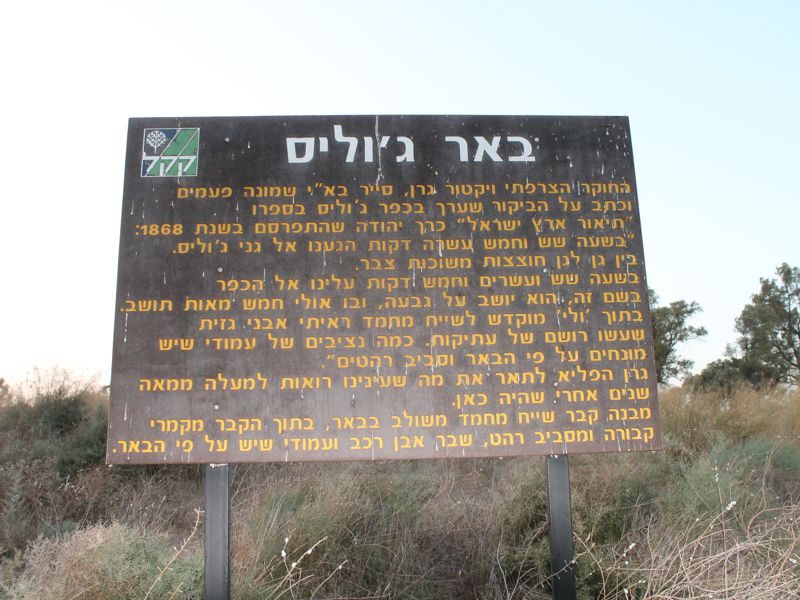 קקל
באר ג'וליס
החוקר הצרפתי ויקטור גרן, סייר בא"י שמונה פעמים
וכתב על הביקור שערך בכפר ג'וליס בספרו
"תיאור ארץ ישראל" כרך יהודה שהתפרסם בשנת 1868:
"בשעה שש וחמש עשרה דקות הגענו אל גני ג'וליס.
בין גן לגן חוצצות משוכות צבר.
בשעה שש ועשרים וחמש דקות עלינו אל הכפר
בשם זה, הוא יושב על גבעה, ובו אולי חמש מאות תושב.
בתוך 'ולי' מוקדש לשייח מחמד ראיתי אבני גזית
שעשו רושם של עתיקות. כמה נציבים של עמודי שיש
מונחים על פי הבאר וסביב רהטים".
גרן הפליא לתאר את מה שעינינו רואות למעלה ממאה
שנים אחרי שהיה כאן.
מבנה קבר שייח מחמד משולב בבאר, בתוך הקבר מקמרי
קבורה ומסביב רהט, שבר אבן רכב ועמודי שיש על פי הבאר.